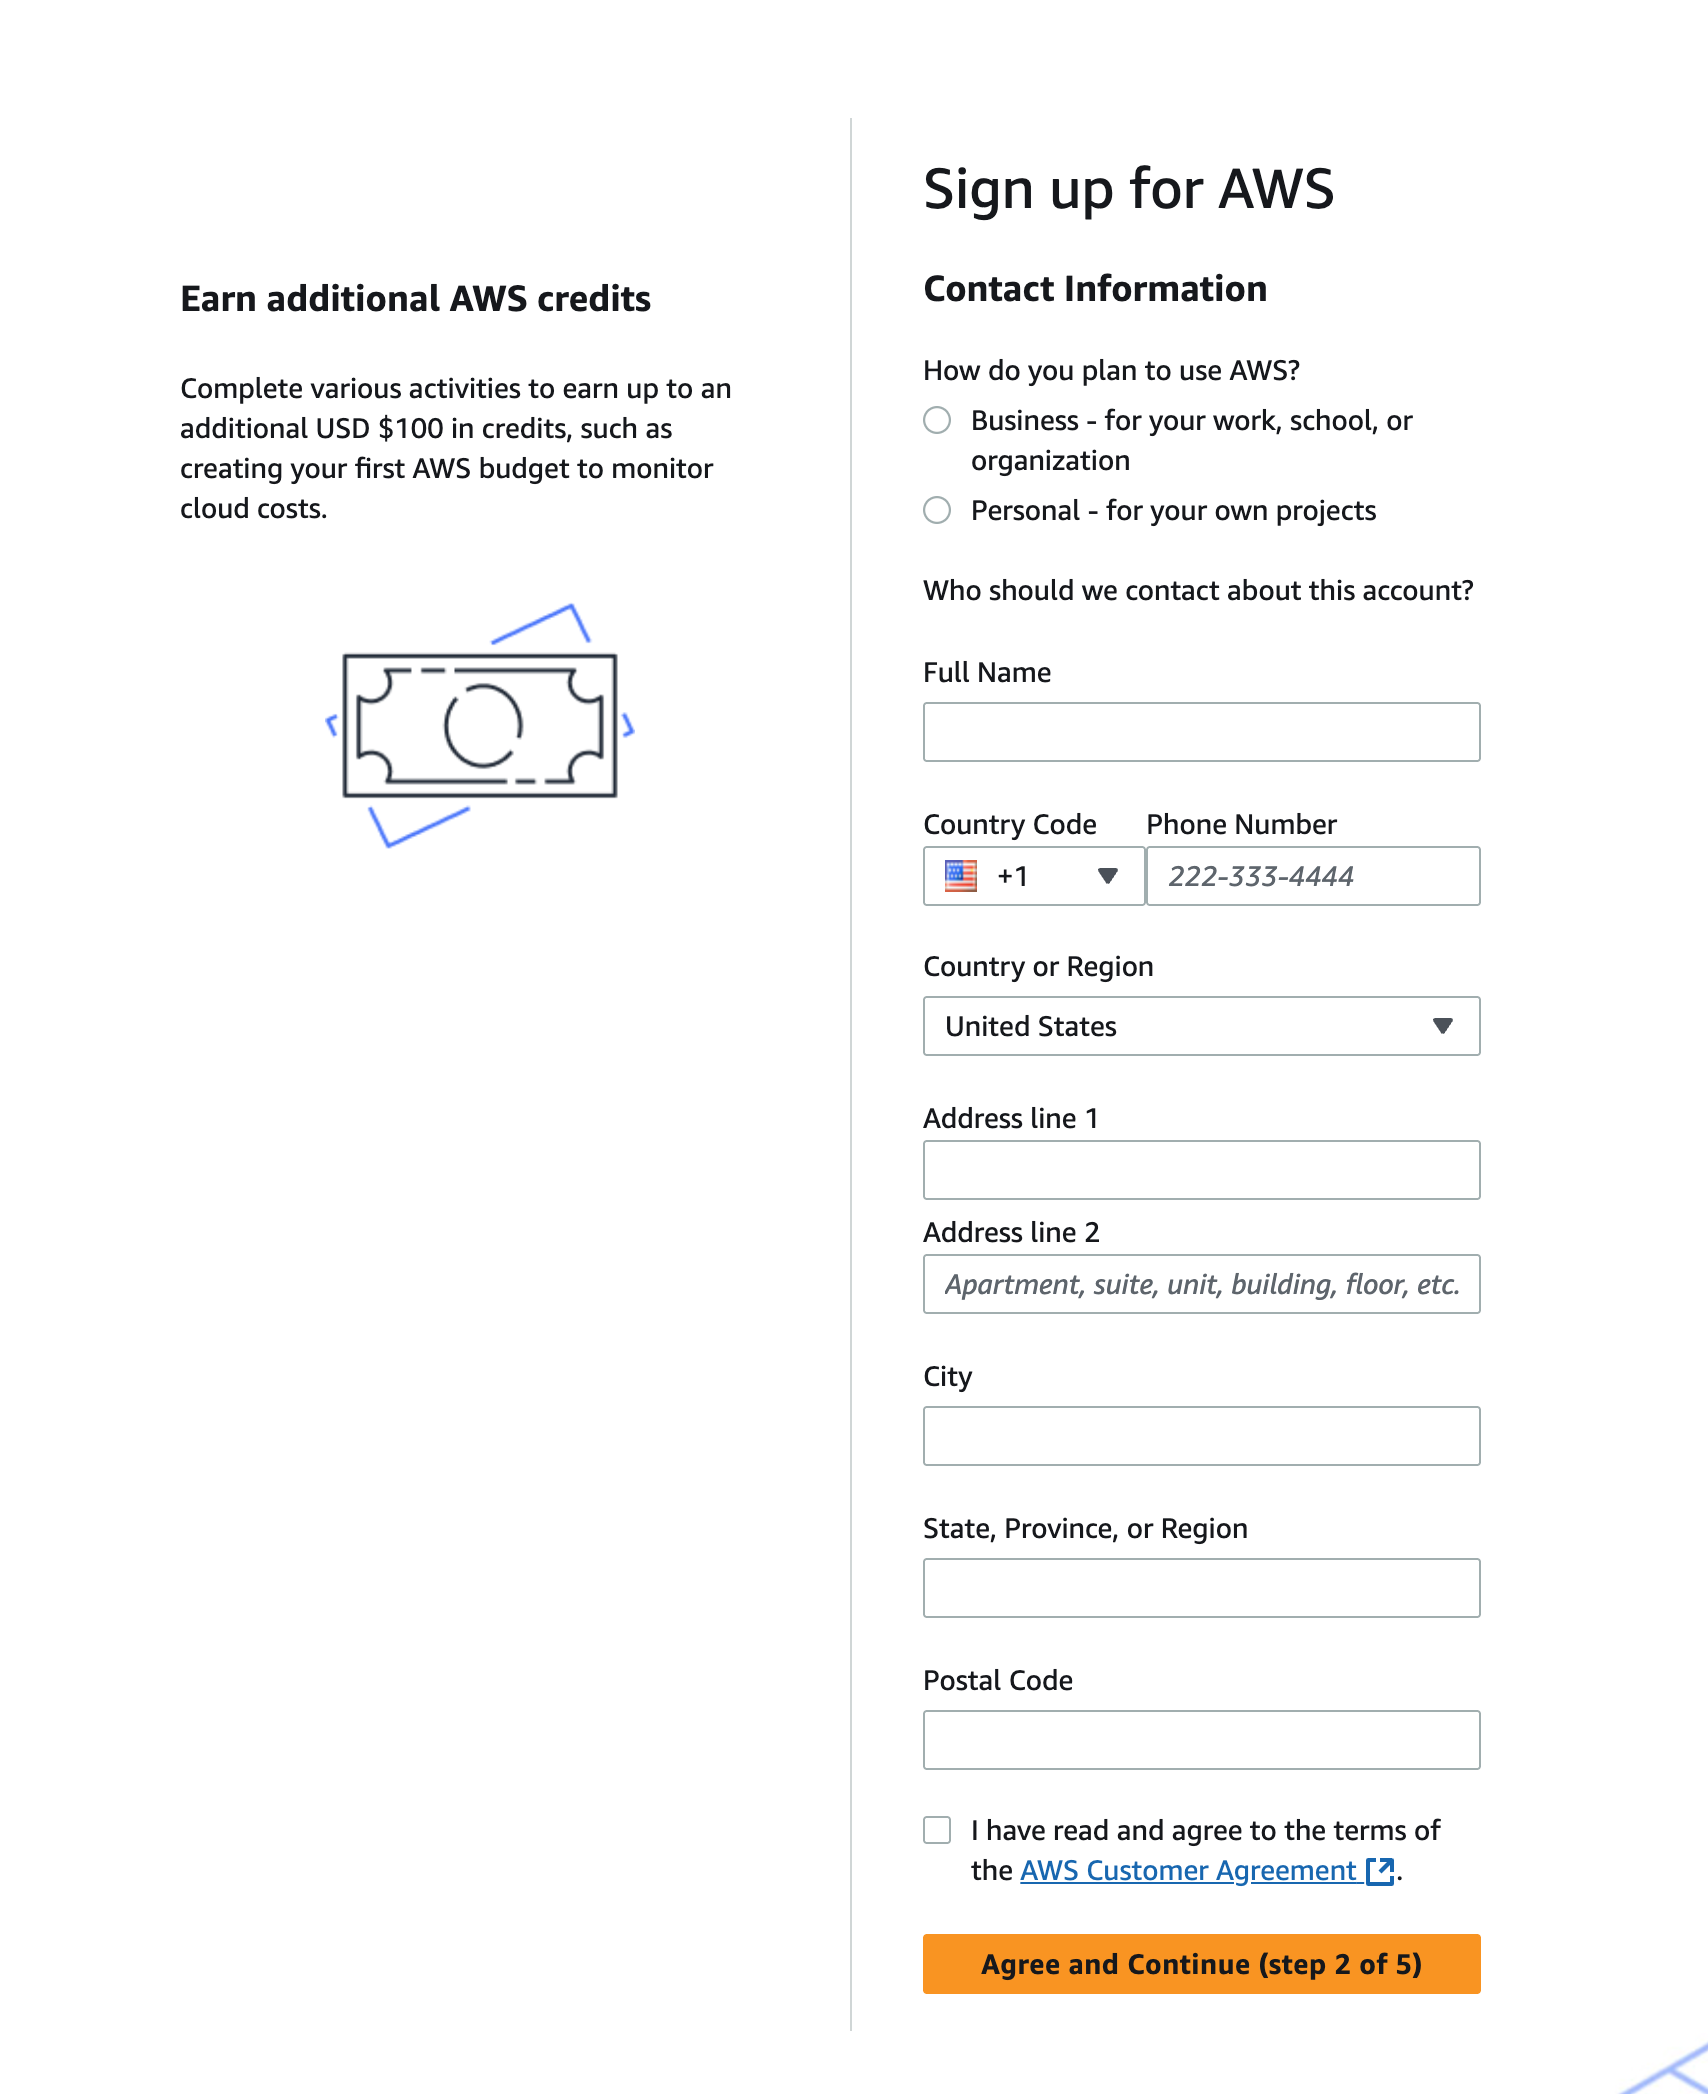 Earn additional AWS credits
Complete various activities to earn up to an
additional USD $100 in credits, such as
creating your first AWS budget to monitor
cloud costs.
Sign up for AWS
Contact Information
How do you plan to use AWS?
Business - for your work, school, or
organization
Personal - for your own projects
Who should we contact about this account?
Full Name
Country Code Phone Number
+1 222-333-4444
Country or Region
United States
Address line 1
Address line 2
Apartment, suite, unit, building, floor, etc.
City
State, Province, or Region
Postal Code
I have read and agree to the terms of
the AWS Customer Agreement.
Agree and Continue (step 2 of 5)